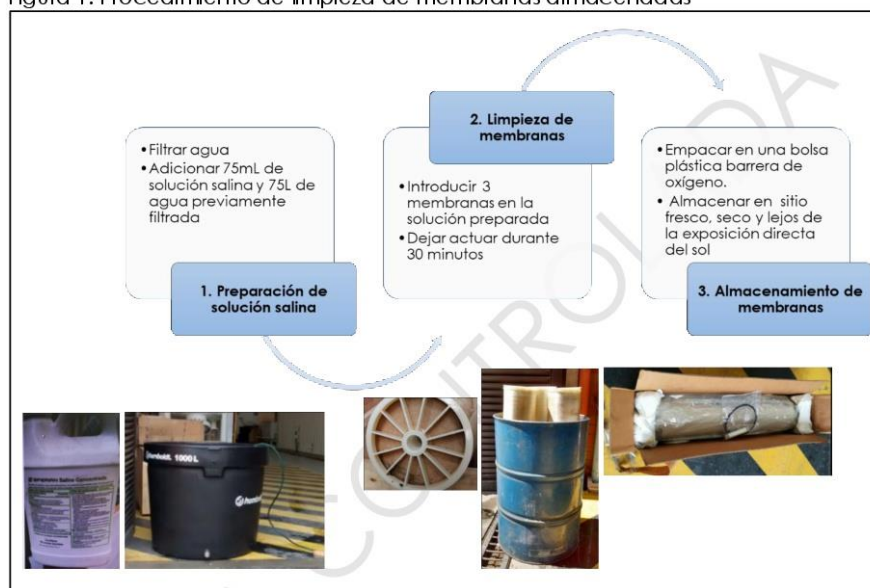 Figura 1. Procedimiento de limpieza de membranas almacenadas
•Filtrar agua
•Adicionar 75mL de
solución salina y 75L de
agua previamente
filtrada
1. Preparación de
solución salina
2. Limpieza de
membranas
•Introducir 3
membranas en la
solución preparada
•Dejar actuar durante
30 minutos
•Empacar en una bolsa
plástica barrera de
oxígeno.
• Almacenar en sitio
fresco, seco y lejos de
la exposición directa
del sol
3. Almacenamiento de
membranas
CONTROLADA
1000 L